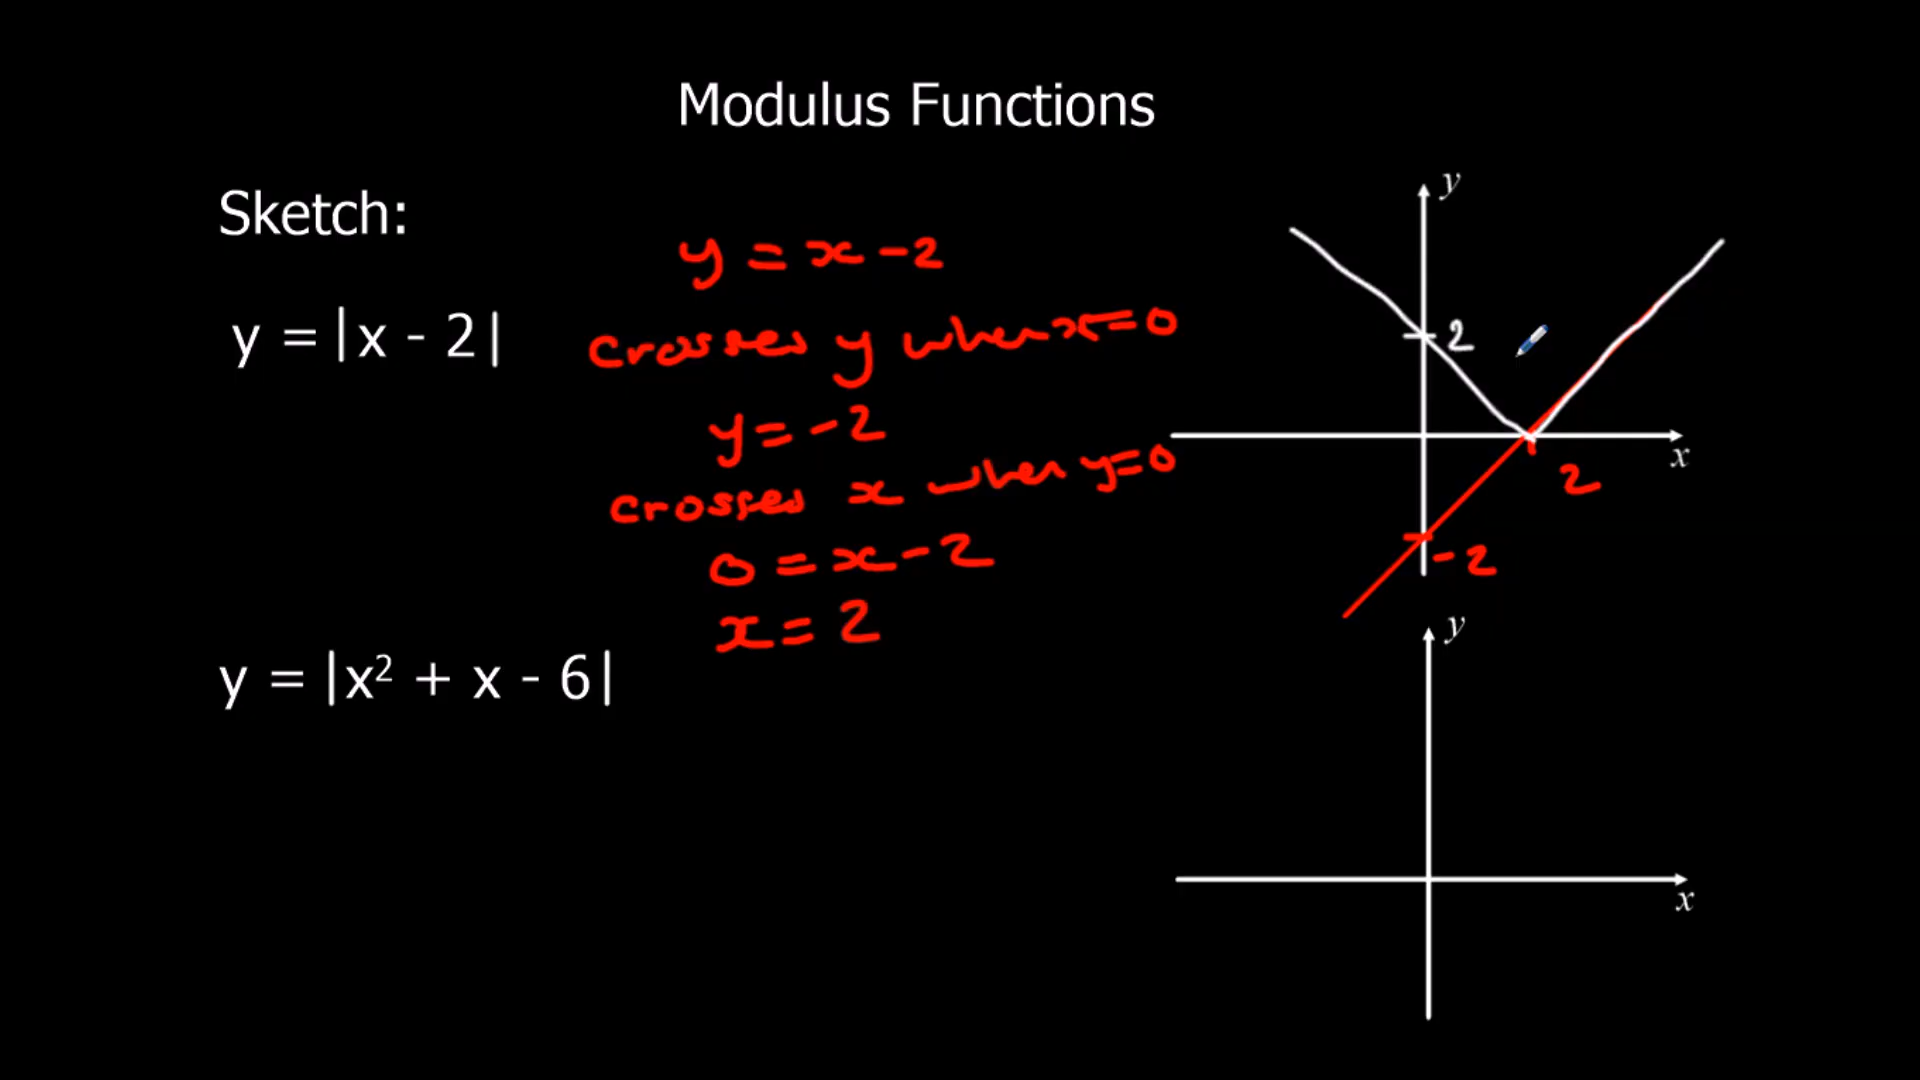 Modulus Functions
Sketch:
y = |x - 2|
y = x - 2
crosses y when x=0
y = -2
crosses x when y=0
0 = x - 2
x = 2
y = |x² + x - 6|
y
2
x
2
-2
y
x